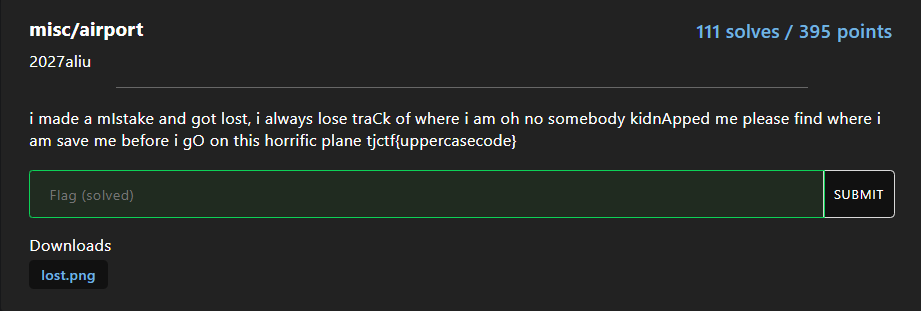 misc/airport
111 solves / 395 points
2027aliu
i made a mIstake and got lost, i always lose traCk of where i am oh no somebody kidnApped me please find where i
am save me before i gO on this horrific plane tjctf{uppercasecode}
Flag (solved)
SUBMIT
Downloads
lost.png